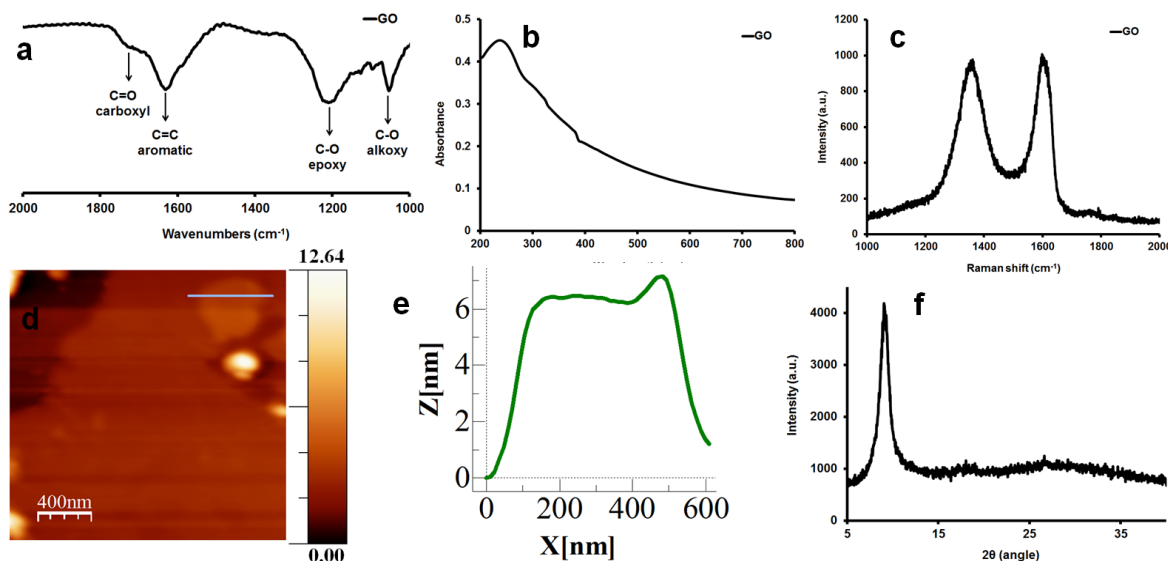 a
GO
C=O
carboxyl
C=C
aromatic
C-O
epoxy
C-O
alkoxy
2000 1800 1600 1400 1200 1000
Wavenumbers (cm-1)
b
GO
Absorbance
0.5
0.4
0.3
0.2
0.1
0
200 300 400 500 600 700 800
c
GO
Intensity (a.u.)
1200
1000
800
600
400
200
0
1000 1200 1400 1600 1800 2000
Raman shift (cm-1)
d
12.64
0.00
400nm
e
Z[nm]
6
4
2
0
0 200 400 600
X[nm]
f
Intensity (a.u.)
4000
3000
2000
1000
0
5 15 25 35
2θ (angle)